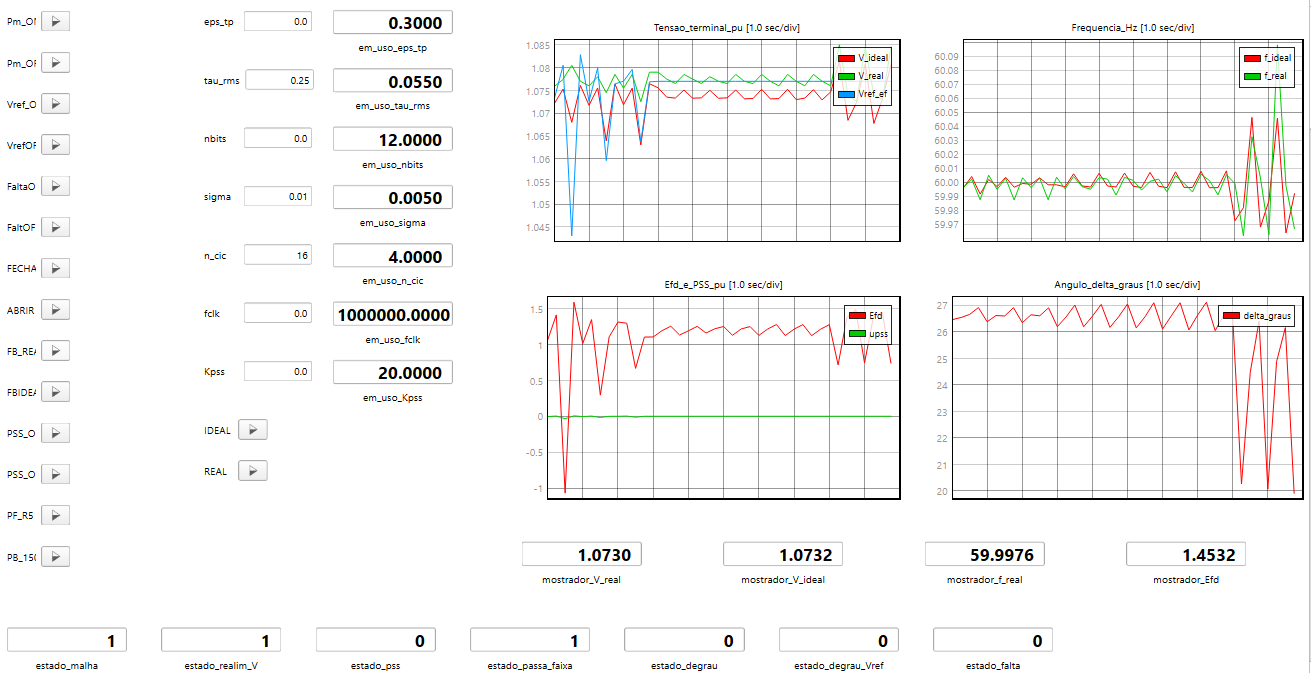 Pm_O
Pm_OF
Vref_O
VrefOF
FaltaO
FaltOF
FECHA
ABRIR
FB_REA
FBIDEA
PSS_O
PSS_O
PF_R5
PB_150
eps_tp 0.0 0.3000
em_uso_eps_tp
tau_rms 0.25 0.0550
em_uso_tau_rms
nbits 0.0 12.0000
em_uso_nbits
sigma 0.01 0.0050
em_uso_sigma
n_cic 16 4.0000
em_uso_n_cic
fclk 0.0 1000000.0000
em_uso_fclk
Kpss 0.0 20.0000
em_uso_Kpss
IDEAL
REAL
Tensao_terminal_pu [1.0 sec/div]
1.085
1.08
1.075
1.07
1.065
1.06
1.055
1.05
1.045
V_ideal
V_real
Vref_ef
Frequencia_Hz [1.0 sec/div]
60.09
60.08
60.07
60.06
60.05
60.04
60.03
60.02
60.01
60.00
59.99
59.98
59.97
f_ideal
f_real
Efd_e_PSS_pu [1.0 sec/div]
1.5
1
0.5
0
-0.5
-1
Efd
upss
Angulo_delta_graus [1.0 sec/div]
27
26
25
24
23
22
21
20
delta_graus
1.0730
mostrador_V_real
1.0732
mostrador_V_ideal
59.9976
mostrador_f_real
1.4532
mostrador_Efd
1
estado_malha
1
estado_realim_V
0
estado_pss
1
estado_passa_faixa
0
estado_degrau
0
estado_degrau_Vref
0
estado_falta